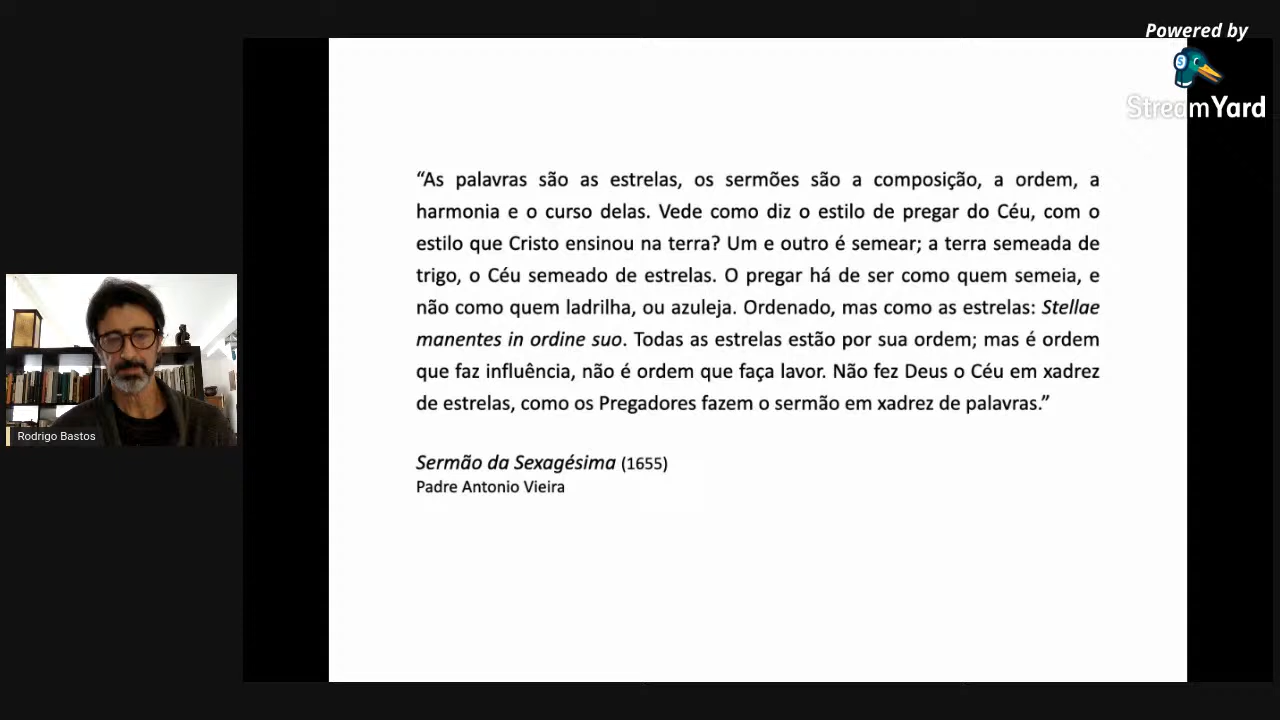 Powered by
StreamYard
“As palavras são as estrelas, os sermões são a composição, a ordem, a
harmonia e o curso delas. Vede como diz o estilo de pregar do Céu, com o
estilo que Cristo ensinou na terra? Um e outro é semear; a terra semeada de
trigo, o Céu semeado de estrelas. O pregar há de ser como quem semeia, e
não como quem ladrilha, ou azuleja. Ordenado, mas como as estrelas: Stellae
manentes in ordine suo. Todas as estrelas estão por sua ordem; mas é ordem
que faz influência, não é ordem que faça lavor. Não fez Deus o Céu em xadrez
de estrelas, como os Pregadores fazem o sermão em xadrez de palavras.”
Sermão da Sexagésima (1655)
Padre Antonio Vieira
Rodrigo Bastos